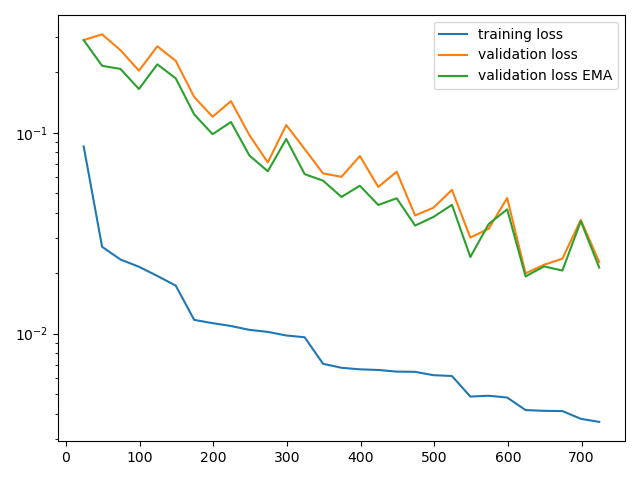 training loss
validation loss
validation loss EMA
10⁻¹
10⁻²
0 100 200 300 400 500 600 700